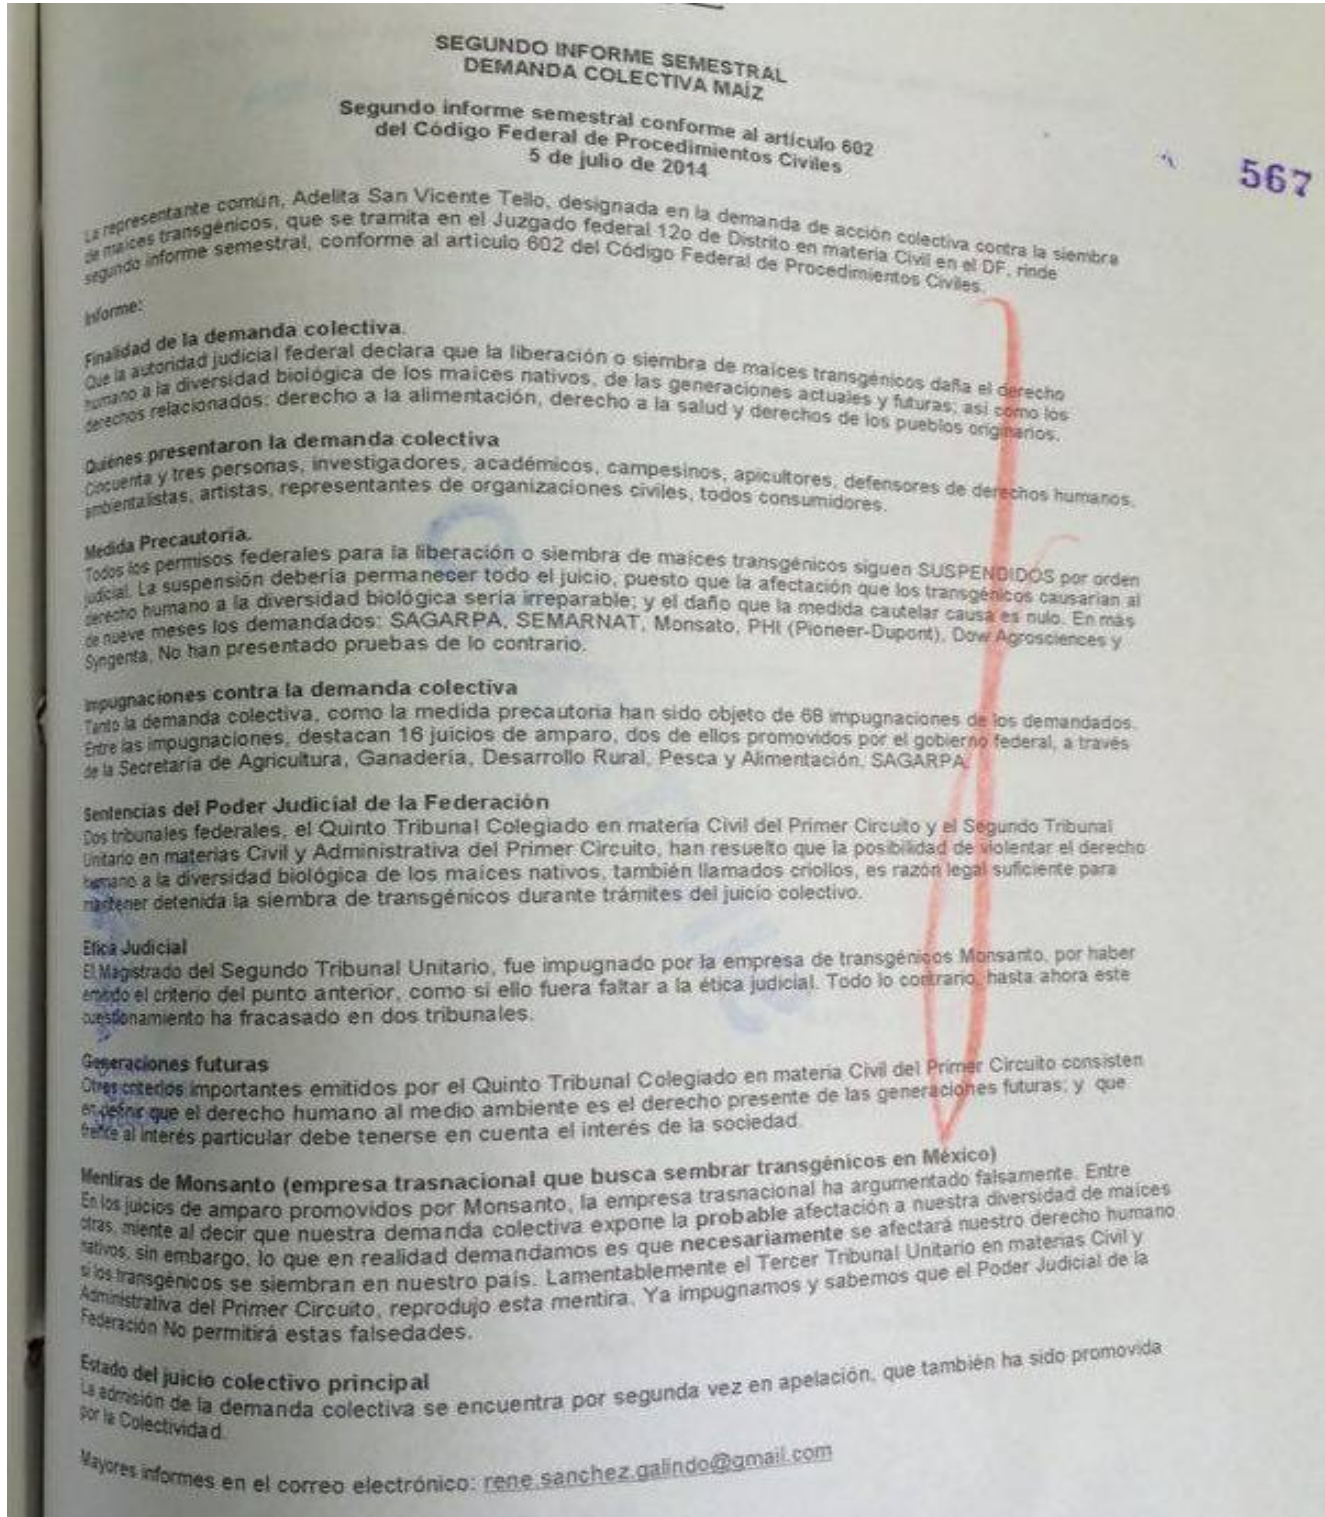 SEGUNDO INFORME SEMESTRAL
DEMANDA COLECTIVA MAÍZ
Segundo informe semestral conforme al artículo 602
del Código Federal de Procedimientos Civiles
5 de julio de 2014
567
La representante común, Adelita San Vicente Tello, designada en la demanda de acción colectiva contra la siembra
de maíces transgénicos, que se tramita en el Juzgado federal 12o de Distrito en materia Civil en el DF, rinde
segundo informe semestral, conforme al artículo 602 del Código Federal de Procedimientos Civiles.
Informe:
Finalidad de la demanda colectiva.
Que la autoridad judicial federal declara que la liberación o siembra de maíces transgénicos daña el derecho
humano a la diversidad biológica de los maíces nativos, de las generaciones actuales y futuras; así como los
derechos relacionados: derecho a la alimentación, derecho a la salud y derechos de los pueblos originarios.
Quiénes presentaron la demanda colectiva
Cincuenta y tres personas, investigadores, académicos, campesinos, apicultores, defensores de derechos humanos,
ambientalistas, artistas, representantes de organizaciones civiles, todos consumidores.
Medida Precautoria.
Todos los permisos federales para la liberación o siembra de maíces transgénicos siguen SUSPENDIDOS por orden
judicial. La suspensión debería permanecer todo el juicio, puesto que la afectación que los transgénicos causarían al
derecho humano a la diversidad biológica sería irreparable; y el daño que la medida cautelar causa es nulo. En más
de nueve meses los demandados: SAGARPA, SEMARNAT, Monsato, PHI (Pioneer-Dupont), Dow Agrosciences y
Syngenta, No han presentado pruebas de lo contrario.
Impugnaciones contra la demanda colectiva
Tanto la demanda colectiva, como la medida precautoria han sido objeto de 68 impugnaciones de los demandados.
Entre las impugnaciones, destacan 16 juicios de amparo, dos de ellos promovidos por el gobierno federal, a través
de la Secretaría de Agricultura, Ganadería, Desarrollo Rural, Pesca y Alimentación, SAGARPA.
Sentencias del Poder Judicial de la Federación
Dos tribunales federales, el Quinto Tribunal Colegiado en materia Civil del Primer Circuito y el Segundo Tribunal
Unitario en materias Civil y Administrativa del Primer Circuito, han resuelto que la posibilidad de violentar el derecho
humano a la diversidad biológica de los maíces nativos, también llamados criollos, es razón legal suficiente para
mantener detenida la siembra de transgénicos durante trámites del juicio colectivo.
Etica Judicial
El Magistrado del Segundo Tribunal Unitario, fue impugnado por la empresa de transgénicos Monsanto, por haber
emitido el criterio del punto anterior, como si ello fuera faltar a la ética judicial. Todo lo contrario, hasta ahora este
cuestionamiento ha fracasado en dos tribunales.
Generaciones futuras
Otros criterios importantes emitidos por el Quinto Tribunal Colegiado en materia Civil del Primer Circuito consisten
en definir que el derecho humano al medio ambiente es el derecho presente de las generaciones futuras; y que
frente al interés particular debe tenerse en cuenta el interés de la sociedad.
Mentiras de Monsanto (empresa trasnacional que busca sembrar transgénicos en México)
En los juicios de amparo promovidos por Monsanto, la empresa trasnacional ha argumentado falsamente. Entre
otras, miente al decir que nuestra demanda colectiva expone la probable afectación a nuestra diversidad de maíces
nativos, sin embargo, lo que en realidad demandamos es que necesariamente se afectará nuestro derecho humano
si los transgénicos se siembran en nuestro país. Lamentablemente el Tercer Tribunal Unitario en materias Civil y
Administrativa del Primer Circuito, reprodujo esta mentira. Ya impugnamos y sabemos que el Poder Judicial de la
Federación No permitirá estas falsedades.
Estado del juicio colectivo principal
La admisión de la demanda colectiva se encuentra por segunda vez en apelación, que también ha sido promovida
por la Colectividad.
Mayores informes en el correo electrónico: rene.sanchez.galindo@gmail.com